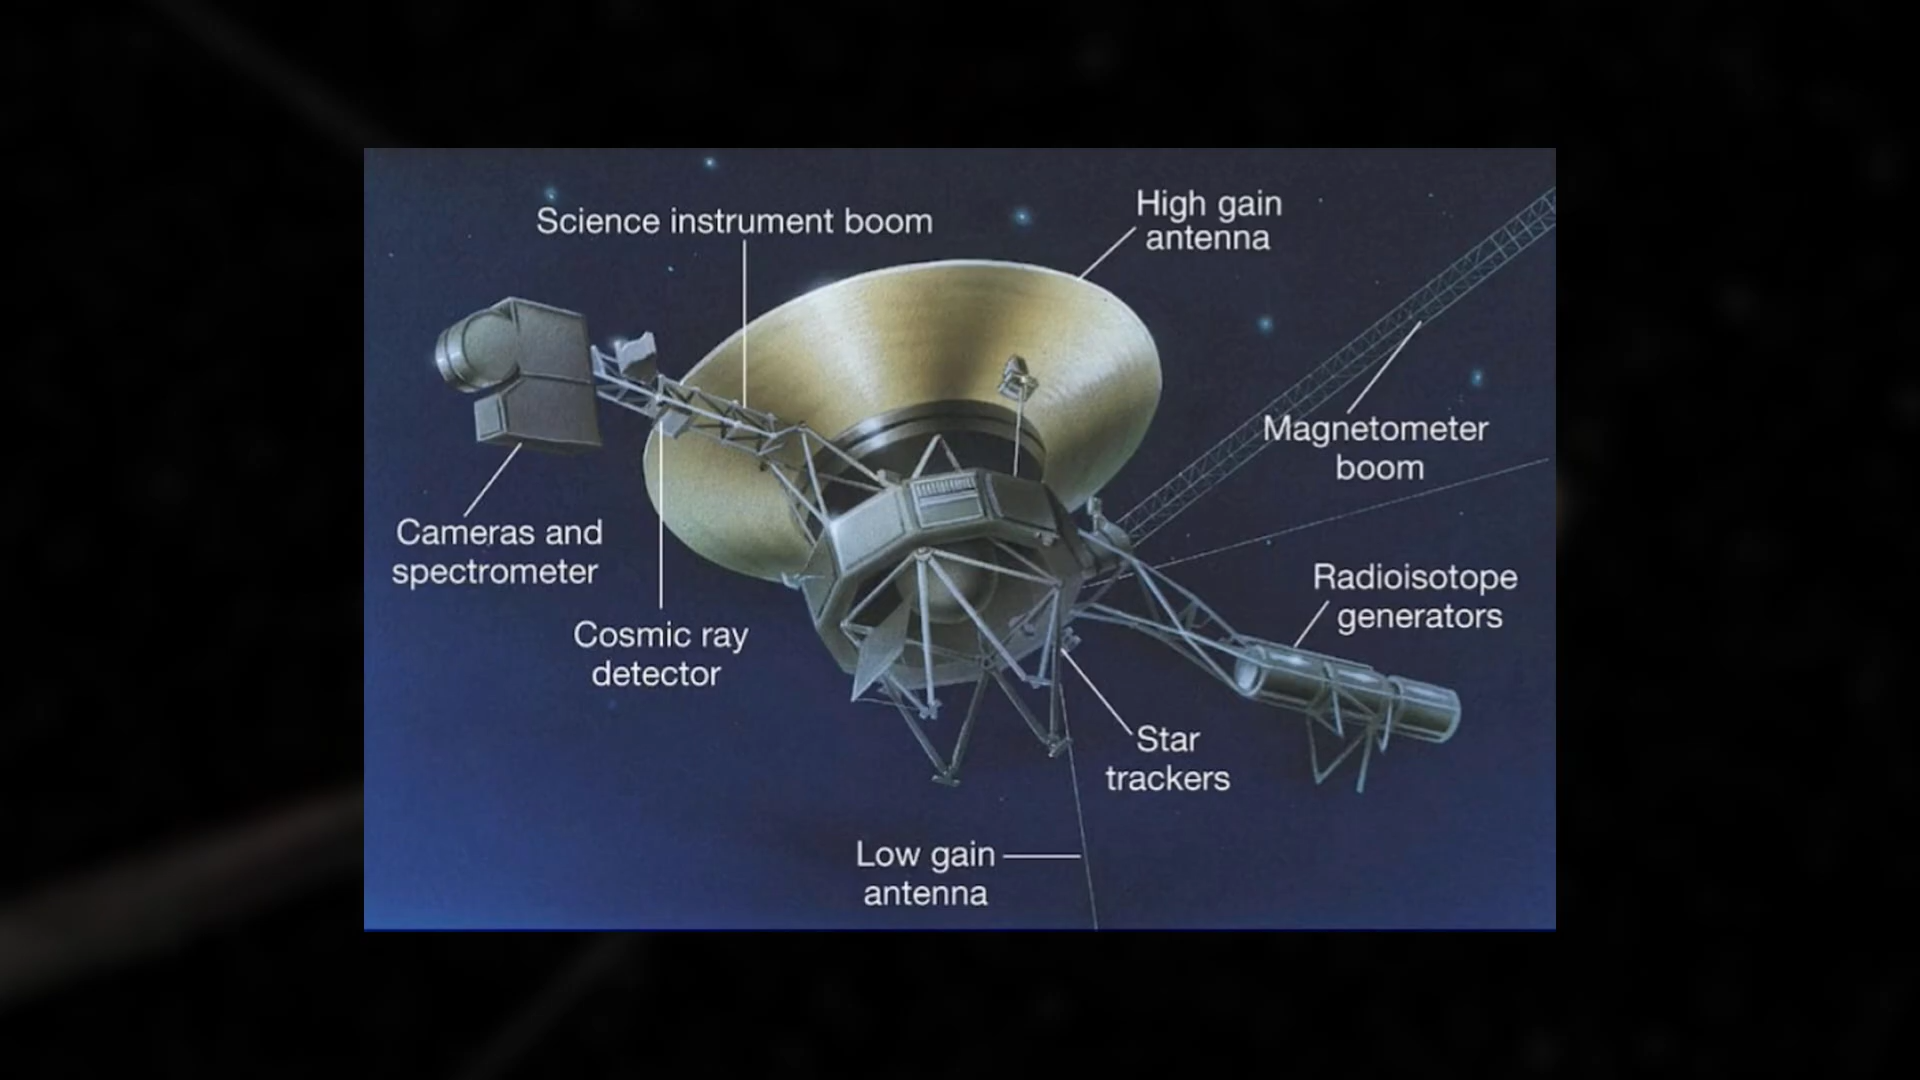 Science instrument boom
High gain
antenna
Magnetometer
boom
Cameras and
spectrometer
Radioisotope
generators
Cosmic ray
detector
Star
trackers
Low gain
antenna